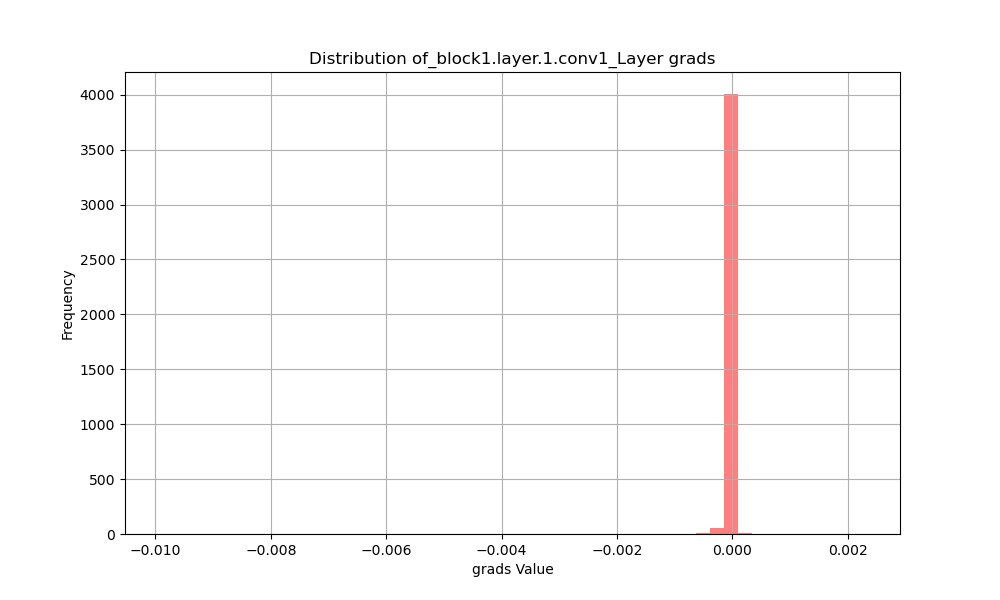 Distribution of_block1.layer.1.conv1_Layer grads
4000
3500
3000
2500
2000
1500
1000
500
0
Frequency
−0.010 −0.008 −0.006 −0.004 −0.002 0.000 0.002
grads Value